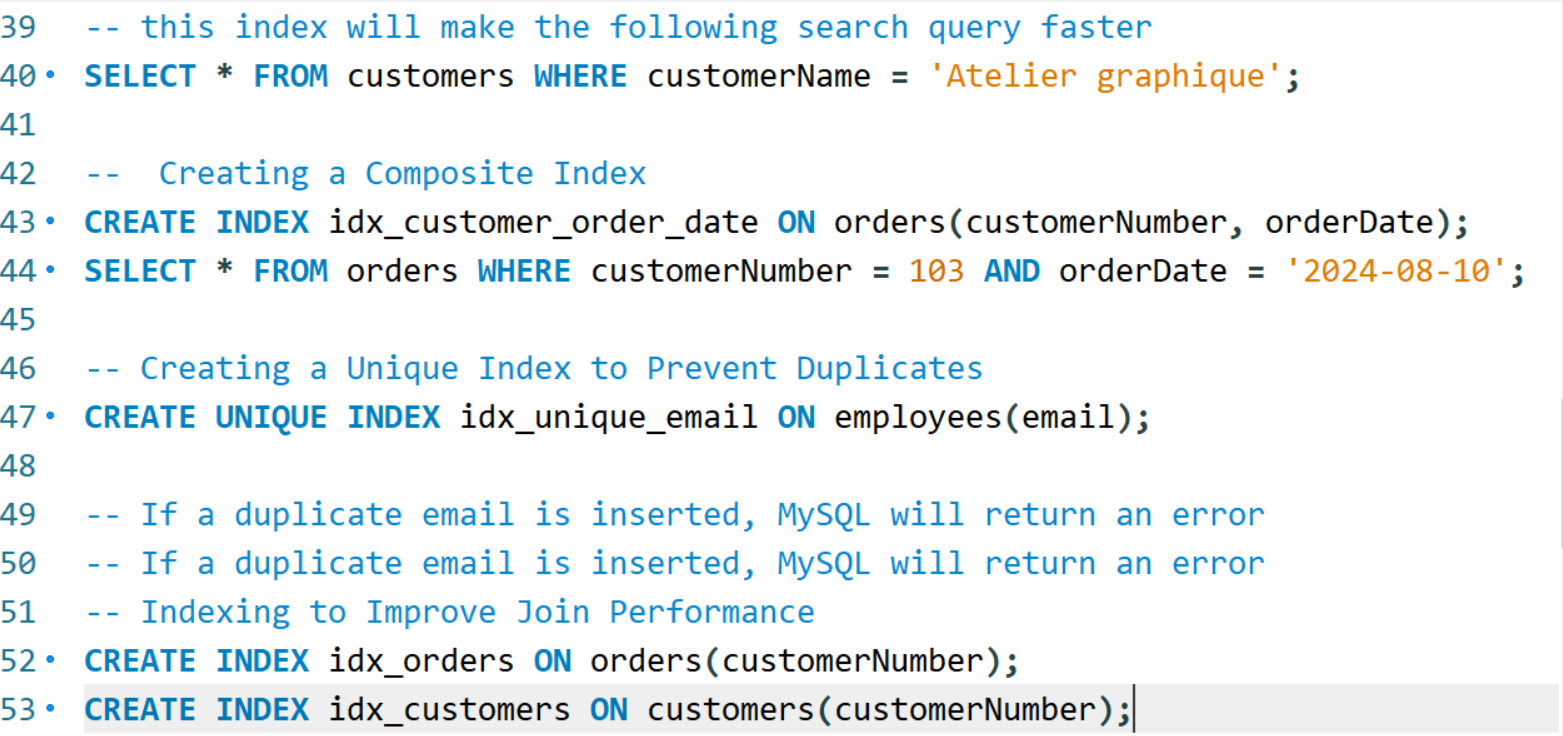 39 -- this index will make the following search query faster
40 SELECT * FROM customers WHERE customerName = 'Atelier graphique';
41
42 --  Creating a Composite Index
43 CREATE INDEX idx_customer_order_date ON orders(customerNumber, orderDate);
44 SELECT * FROM orders WHERE customerNumber = 103 AND orderDate = '2024-08-10';
45
46 -- Creating a Unique Index to Prevent Duplicates
47 CREATE UNIQUE INDEX idx_unique_email ON employees(email);
48
49 -- If a duplicate email is inserted, MySQL will return an error
50 -- If a duplicate email is inserted, MySQL will return an error
51 -- Indexing to Improve Join Performance
52 CREATE INDEX idx_orders ON orders(customerNumber);
53 CREATE INDEX idx_customers ON customers(customerNumber);